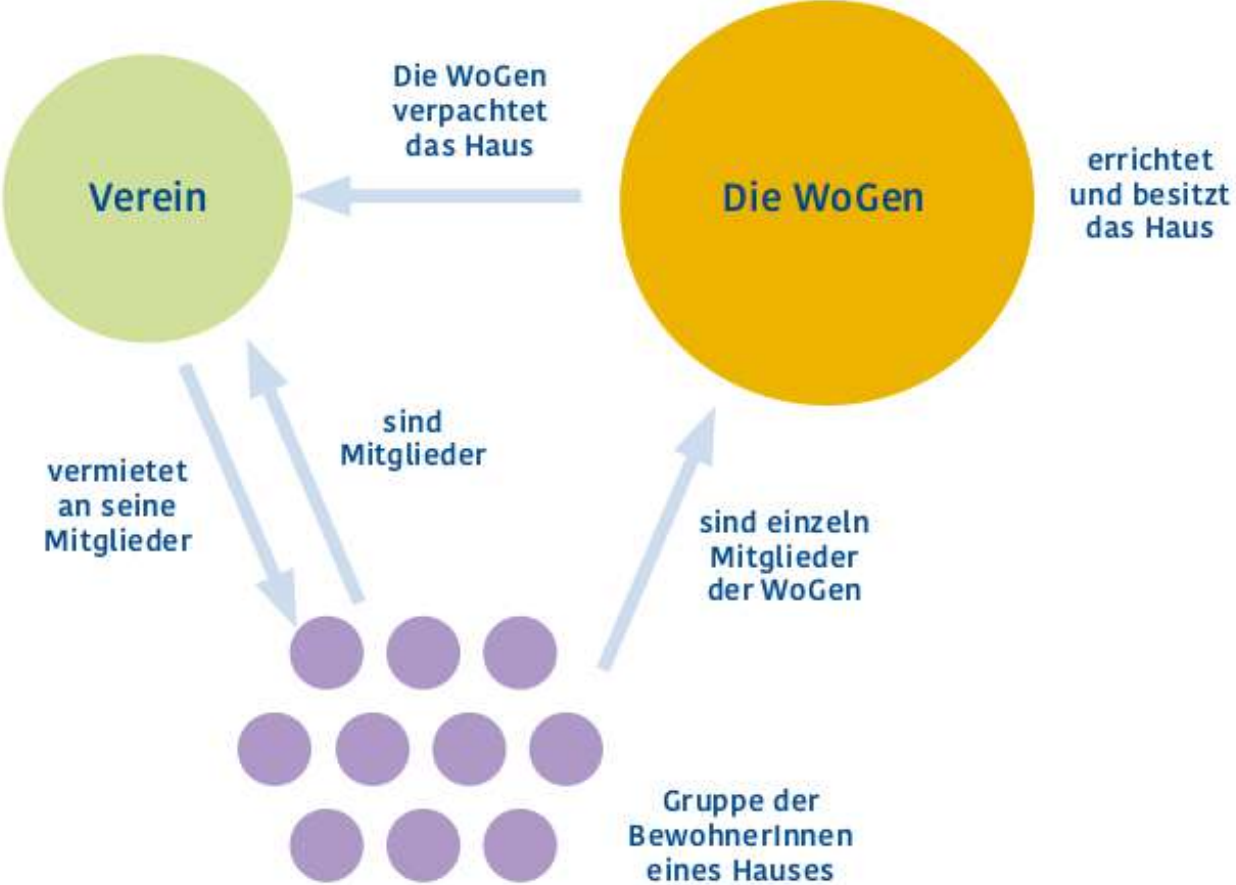 Die WoGen
verpachtet
das Haus
Verein
Die WoGen
errichtet
und besitzt
das Haus
sind
Mitglieder
vermietet
an seine
Mitglieder
sind einzeln
Mitglieder
der WoGen
Gruppe der
BewohnerInnen
eines Hauses